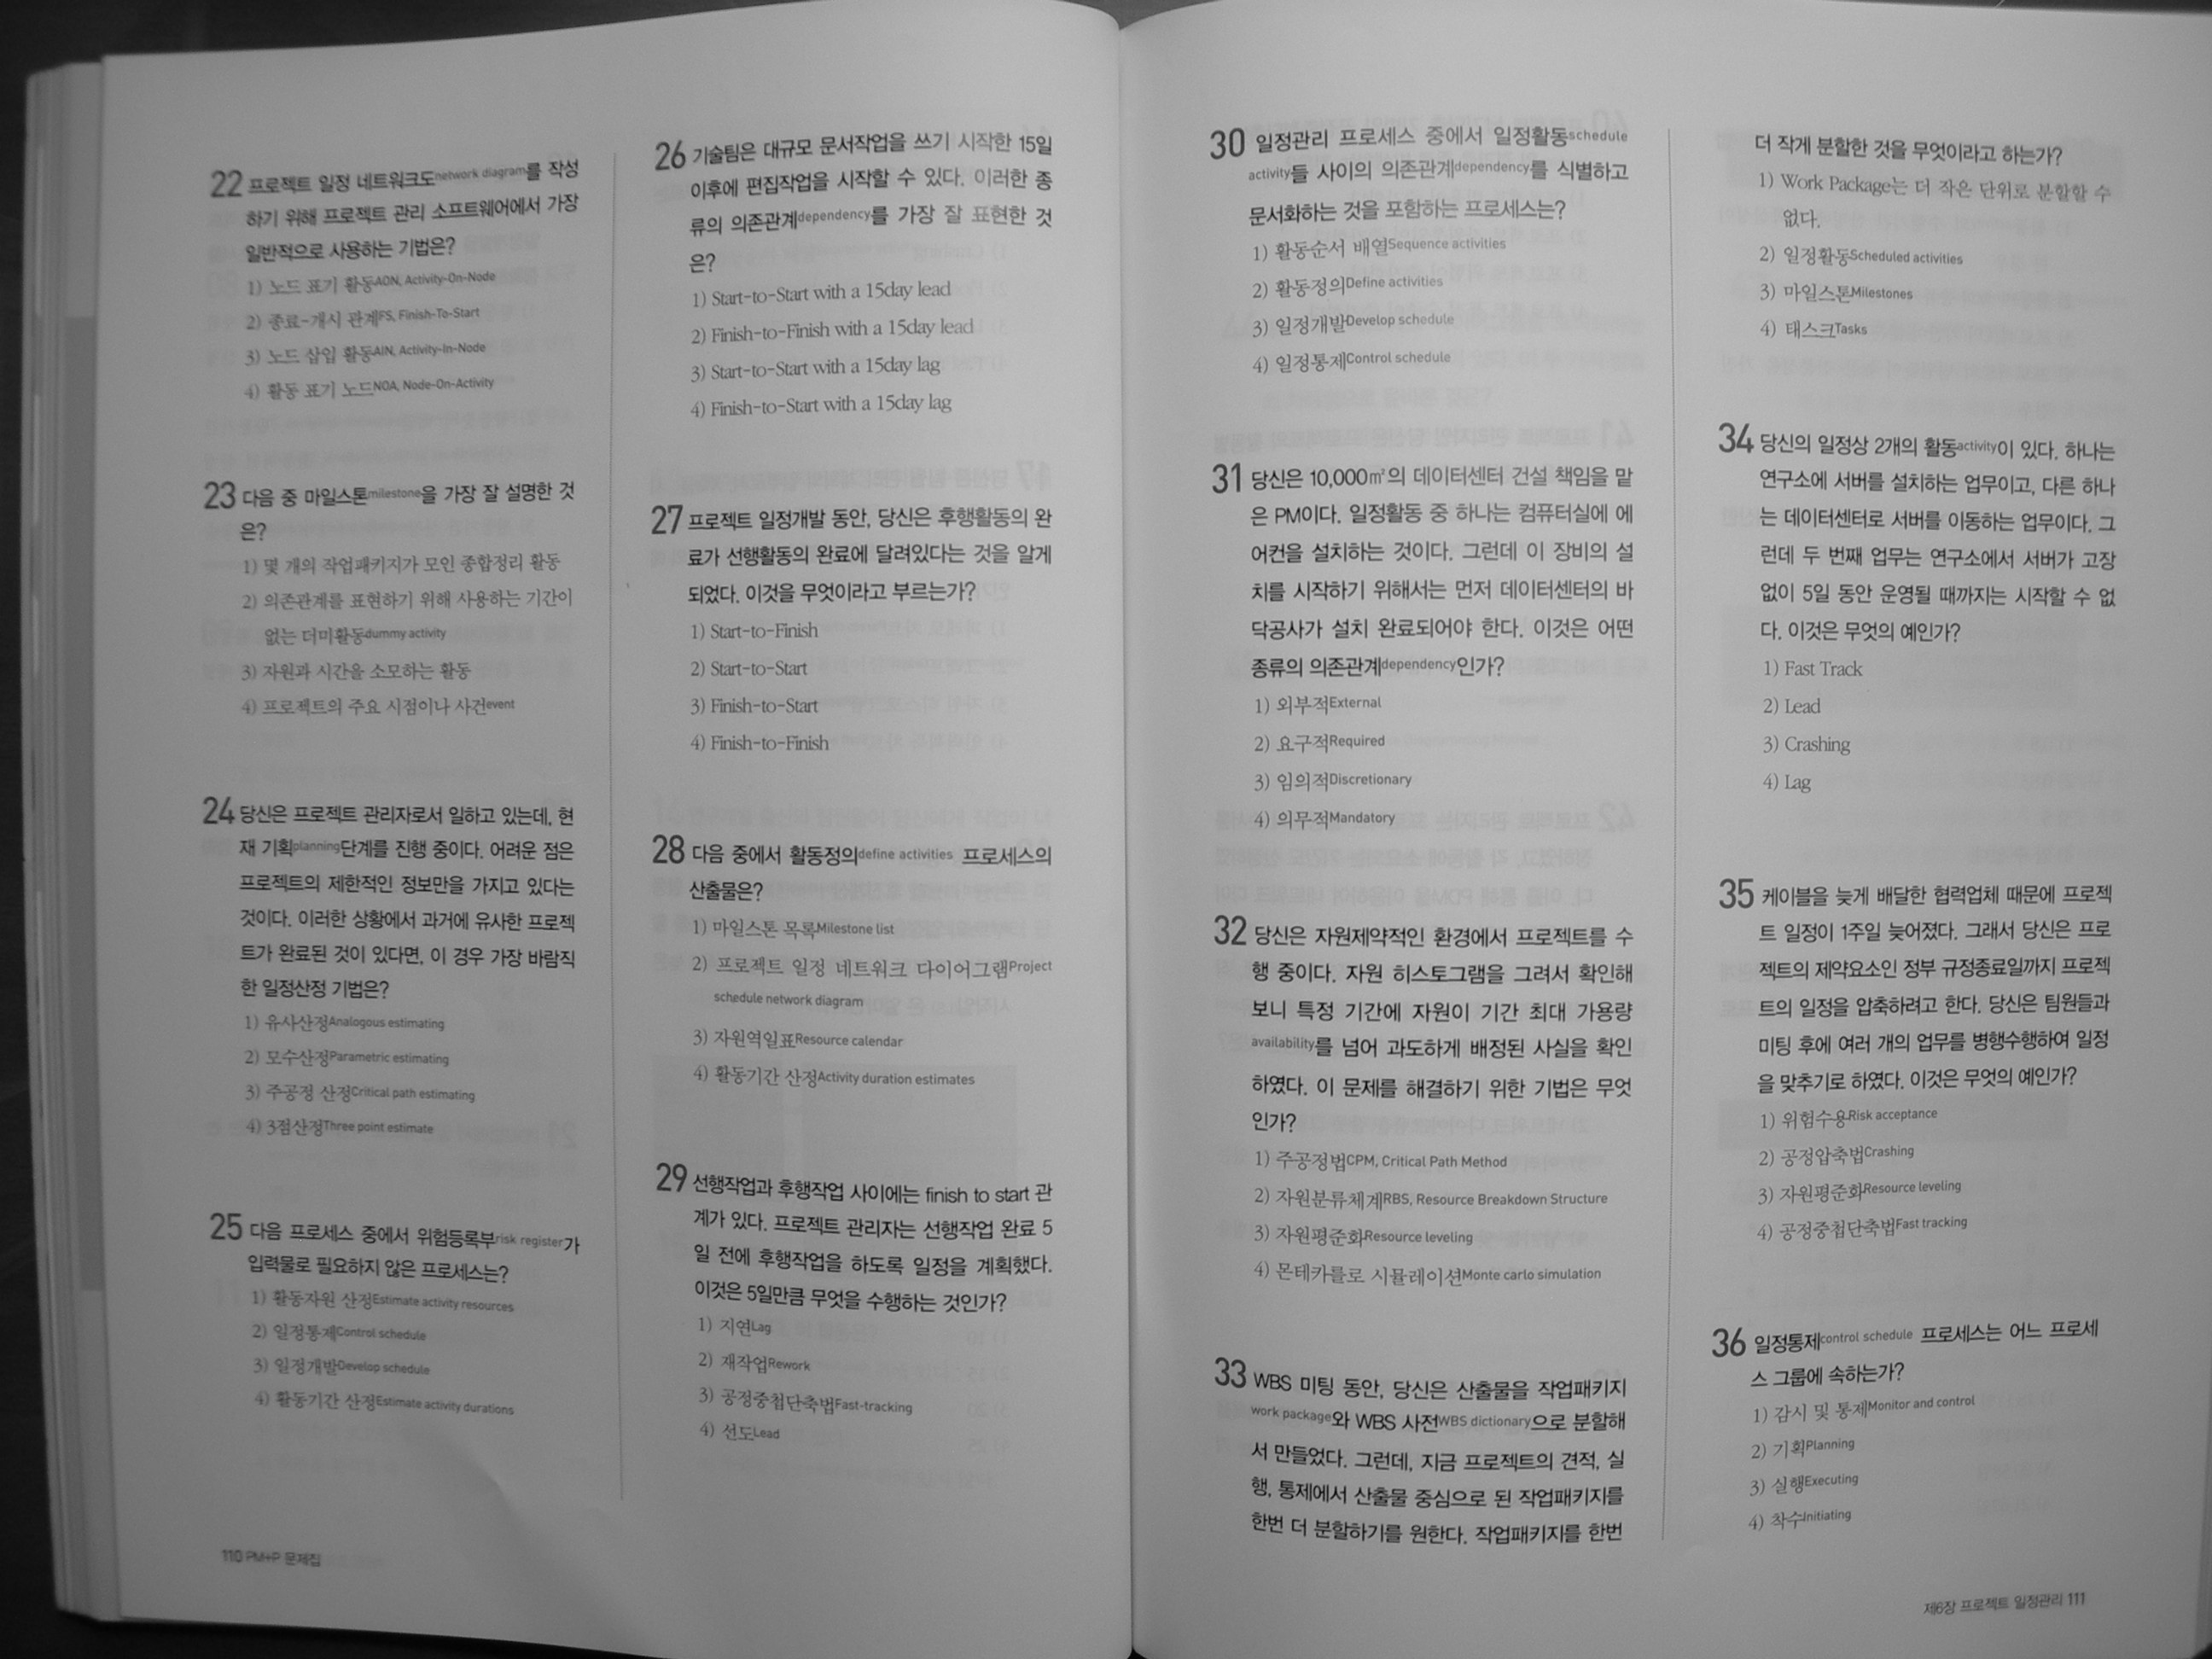 22 프로젝트 일정 네트워크도network diagram를 작성
하기 위해 프로젝트 관리 소프트웨어에서 가장
일반적으로 사용하는 기법은?
1) 노드 표기 활동AON, Activity-On-Node
2) 종료-개시 관계FS, Finish-To-Start
3) 노드 삽입 활동AIN, Activity-In-Node
4) 활동 표기 노드NOA, Node-On-Activity
23 다음 중 마일스톤milestone을 가장 잘 설명한 것
은?
1) 몇 개의 작업패키지가 모인 종합정리 활동
2) 의존관계를 표현하기 위해 사용하는 기간이
없는 더미활동dummy activity
3) 자원과 시간을 소모하는 활동
4) 프로젝트의 주요 시점이나 사건event
24 당신은 프로젝트 관리자로서 일하고 있는데, 현
재 기획planning단계를 진행 중이다. 어려운 점은
프로젝트의 제한적인 정보만을 가지고 있다는
것이다. 이러한 상황에서 과거에 유사한 프로젝
트가 완료된 것이 있다면, 이 경우 가장 바람직
한 일정산정 기법은?
1) 유사산정Analogous estimating
2) 모수산정Parametric estimating
3) 주공정 산정Critical path estimating
4) 3점산정Three point estimate
25 다음 프로세스 중에서 위험등록부risk register가
입력물로 필요하지 않은 프로세스는?
1) 활동자원 산정Estimate activity resources
2) 일정통제Control schedule
3) 일정개발Develop schedule
4) 활동기간 산정Estimate activity durations
110 PM+P 문제집
26 기술팀은 대규모 문서작업을 쓰기 시작한 15일
이후에 편집작업을 시작할 수 있다. 이러한 종
류의 의존관계dependency를 가장 잘 표현한 것
은?
1) Start-to-Start with a 15day lead
2) Finish-to-Finish with a 15day lead
3) Start-to-Start with a 15day lag
4) Finish-to-Start with a 15day lag
27 프로젝트 일정개발 동안, 당신은 후행활동의 완
료가 선행활동의 완료에 달려있다는 것을 알게
되었다. 이것을 무엇이라고 부르는가?
1) Start-to-Finish
2) Start-to-Start
3) Finish-to-Start
4) Finish-to-Finish
28 다음 중에서 활동정의define activities 프로세스의
산출물은?
1) 마일스톤 목록Milestone list
2) 프로젝트 일정 네트워크 다이어그램Project
schedule network diagram
3) 자원역일표Resource calendar
4) 활동기간 산정Activity duration estimates
29 선행작업과 후행작업 사이에는 finish to start 관
계가 있다. 프로젝트 관리자는 선행작업 완료 5
일 전에 후행작업을 하도록 일정을 계획했다.
이것은 5일만큼 무엇을 수행하는 것인가?
1) 지연Lag
2) 재작업Rework
3) 공정중첩단축법Fast-tracking
4) 선도Lead
30 일정관리 프로세스 중에서 일정활동schedule
activity들 사이의 의존관계dependency를 식별하고
문서화하는 것을 포함하는 프로세스는?
1) 활동순서 배열Sequence activities
2) 활동정의Define activities
3) 일정개발Develop schedule
4) 일정통제Control schedule
31 당신은 10,000㎡의 데이터센터 건설 책임을 맡
은 PM이다. 일정활동 중 하나는 컴퓨터실에 에
어컨을 설치하는 것이다. 그런데 이 장비의 설
치를 시작하기 위해서는 먼저 데이터센터의 바
닥공사가 설치 완료되어야 한다. 이것은 어떤
종류의 의존관계dependency인가?
1) 외부적External
2) 요구적Required
3) 임의적Discretionary
4) 의무적Mandatory
32 당신은 자원제약적인 환경에서 프로젝트를 수
행 중이다. 자원 히스토그램을 그려서 확인해
보니 특정 기간에 자원이 기간 최대 가용량
availability를 넘어 과도하게 배정된 사실을 확인
하였다. 이 문제를 해결하기 위한 기법은 무엇
인가?
1) 주공정법CPM, Critical Path Method
2) 자원분류체계RBS, Resource Breakdown Structure
3) 자원평준화Resource leveling
4) 몬테카를로 시뮬레이션Monte carlo simulation
33 WBS 미팅 동안, 당신은 산출물을 작업패키지
work package와 WBS 사전WBS dictionary으로 분할해
서 만들었다. 그런데, 지금 프로젝트의 견적, 실
행, 통제에서 산출물 중심으로 된 작업패키지를
한번 더 분할하기를 원한다. 작업패키지를 한번
더 작게 분할한 것을 무엇이라고 하는가?
1) Work Package는 더 작은 단위로 분할할 수
없다.
2) 일정활동Scheduled activities
3) 마일스톤Milestones
4) 태스크Tasks
34 당신의 일정상 2개의 활동activity이 있다. 하나는
연구소에 서버를 설치하는 업무이고, 다른 하나
는 데이터센터로 서버를 이동하는 업무이다. 그
런데 두 번째 업무는 연구소에서 서버가 고장
없이 5일 동안 운영될 때까지는 시작할 수 없
다. 이것은 무엇의 예인가?
1) Fast Track
2) Lead
3) Crashing
4) Lag
35 케이블을 늦게 배달한 협력업체 때문에 프로젝
트 일정이 1주일 늦어졌다. 그래서 당신은 프로
젝트의 제약요소인 정부 규정종료일까지 프로젝
트의 일정을 압축하려고 한다. 당신은 팀원들과
미팅 후에 여러 개의 업무를 병행수행하여 일정
을 맞추기로 하였다. 이것은 무엇의 예인가?
1) 위험수용Risk acceptance
2) 공정압축법Crashing
3) 자원평준화Resource leveling
4) 공정중첩단축법Fast tracking
36 일정통제control schedule 프로세스는 어느 프로세
스 그룹에 속하는가?
1) 감시 및 통제Monitor and control
2) 기획Planning
3) 실행Executing
4) 착수Initiating
제6장 프로젝트 일정관리 111